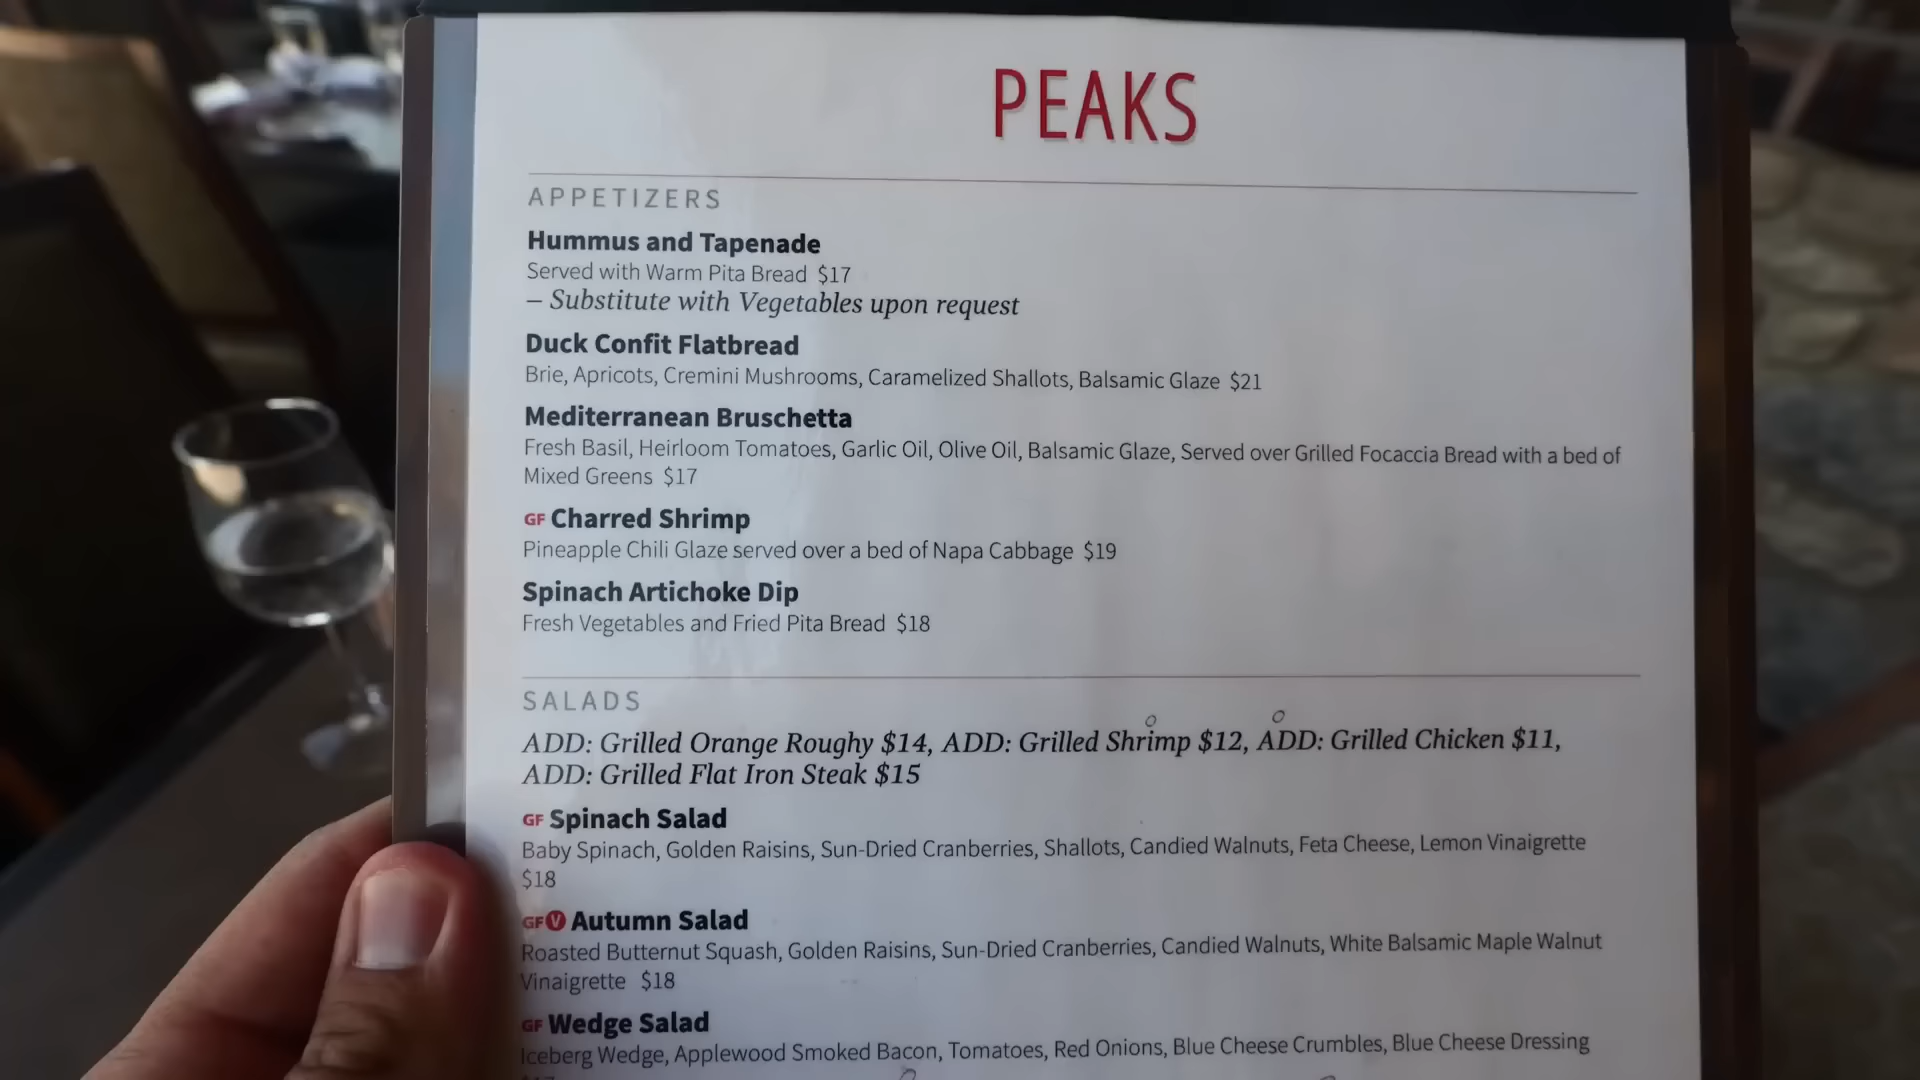 PEAKS
APPETIZERS
Hummus and Tapenade
Served with Warm Pita Bread $17
– Substitute with Vegetables upon request
Duck Confit Flatbread
Brie, Apricots, Cremini Mushrooms, Caramelized Shallots, Balsamic Glaze $21
Mediterranean Bruschetta
Fresh Basil, Heirloom Tomatoes, Garlic Oil, Olive Oil, Balsamic Glaze, Served over Grilled Focaccia Bread with a bed of
Mixed Greens $17
GF Charred Shrimp
Pineapple Chili Glaze served over a bed of Napa Cabbage $19
Spinach Artichoke Dip
Fresh Vegetables and Fried Pita Bread $18
SALADS
ADD: Grilled Orange Roughy $14, ADD: Grilled Shrimp $12, ADD: Grilled Chicken $11,
ADD: Grilled Flat Iron Steak $15
GF Spinach Salad
Baby Spinach, Golden Raisins, Sun-Dried Cranberries, Shallots, Candied Walnuts, Feta Cheese, Lemon Vinaigrette
$18
GF V Autumn Salad
Roasted Butternut Squash, Golden Raisins, Sun-Dried Cranberries, Candied Walnuts, White Balsamic Maple Walnut
Vinaigrette $18
GF Wedge Salad
Iceberg Wedge, Applewood Smoked Bacon, Tomatoes, Red Onions, Blue Cheese Crumbles, Blue Cheese Dressing